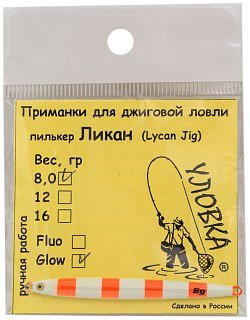 Приманки для джиговой ловли
пилькер Ликан (Lycan Jig)
Вес, гр
8,0
12
16
Fluo
Glow
ручная работа
УЛОВКА
®
8g
Сделано в России